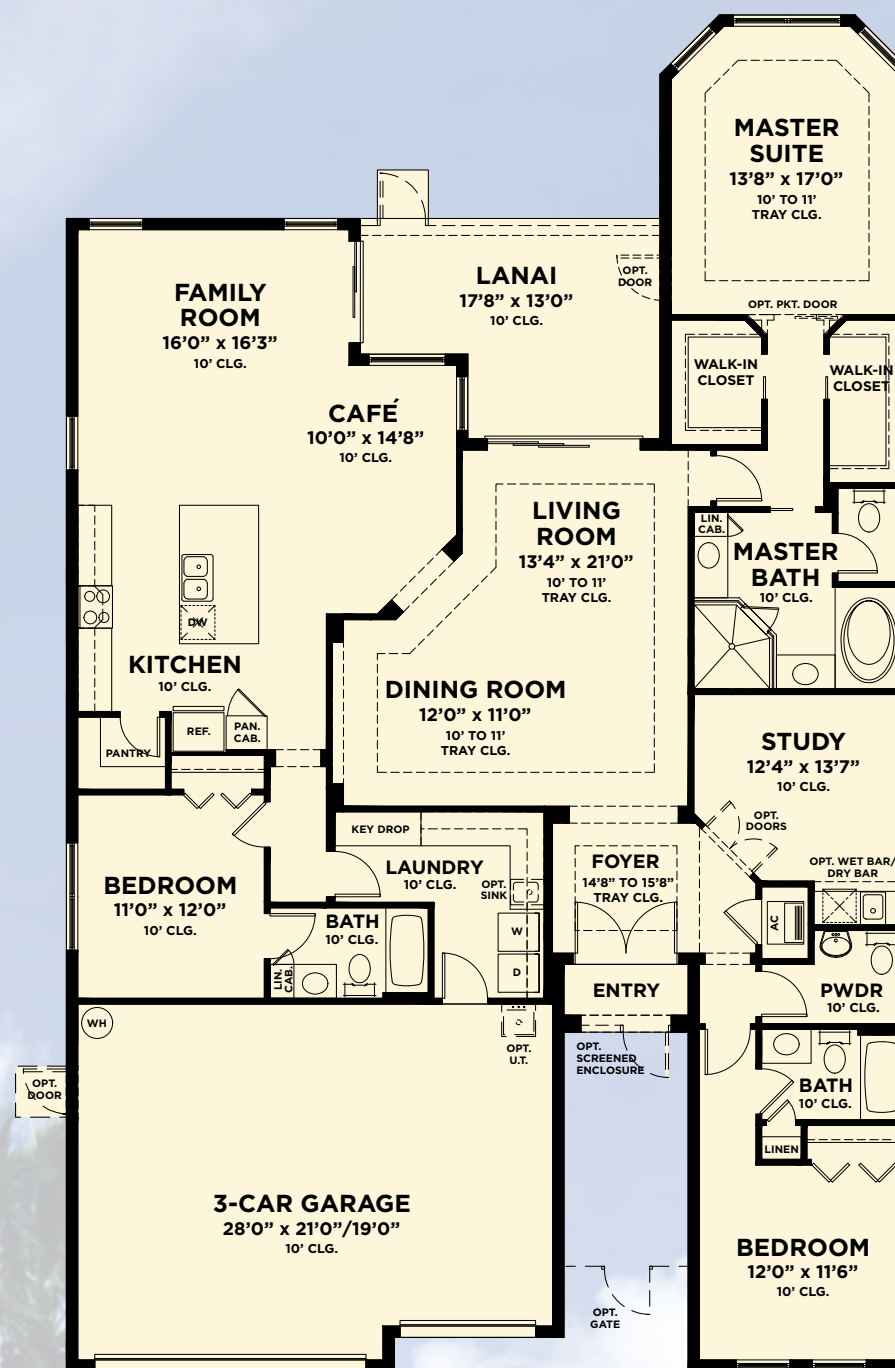 MASTER
SUITE
13'8" x 17'0"
10' TO 11'
TRAY CLG.
OPT. PKT. DOOR
WALK-IN
CLOSET
WALK-IN
CLOSET
LANAI
17'8" x 13'0"
10' CLG.
OPT.
DOOR
FAMILY
ROOM
16'0" x 16'3"
10' CLG.
CAFÉ
10'0" x 14'8"
10' CLG.
LIVING
ROOM
13'4" x 21'0"
10' TO 11'
TRAY CLG.
LIN.
CAB.
MASTER
BATH
10' CLG.
DW
KITCHEN
10' CLG.
DINING ROOM
12'0" x 11'0"
10' TO 11'
TRAY CLG.
REF.
PAN.
CAB.
PANTRY
STUDY
12'4" x 13'7"
10' CLG.
OPT.
DOORS
OPT. WET BAR/
DRY BAR
KEY DROP
LAUNDRY
10' CLG.
OPT.
SINK
W
D
FOYER
14'8" TO 15'8"
TRAY CLG.
AC
BEDROOM
11'0" x 12'0"
10' CLG.
BATH
10' CLG.
LIN.
CAB.
ENTRY
PWDR
10' CLG.
WH
OPT.
U.T.
OPT.
SCREENED
ENCLOSURE
OPT.
DOOR
BATH
10' CLG.
LINEN
3-CAR GARAGE
28'0" x 21'0"/19'0"
10' CLG.
BEDROOM
12'0" x 11'6"
10' CLG.
OPT.
GATE